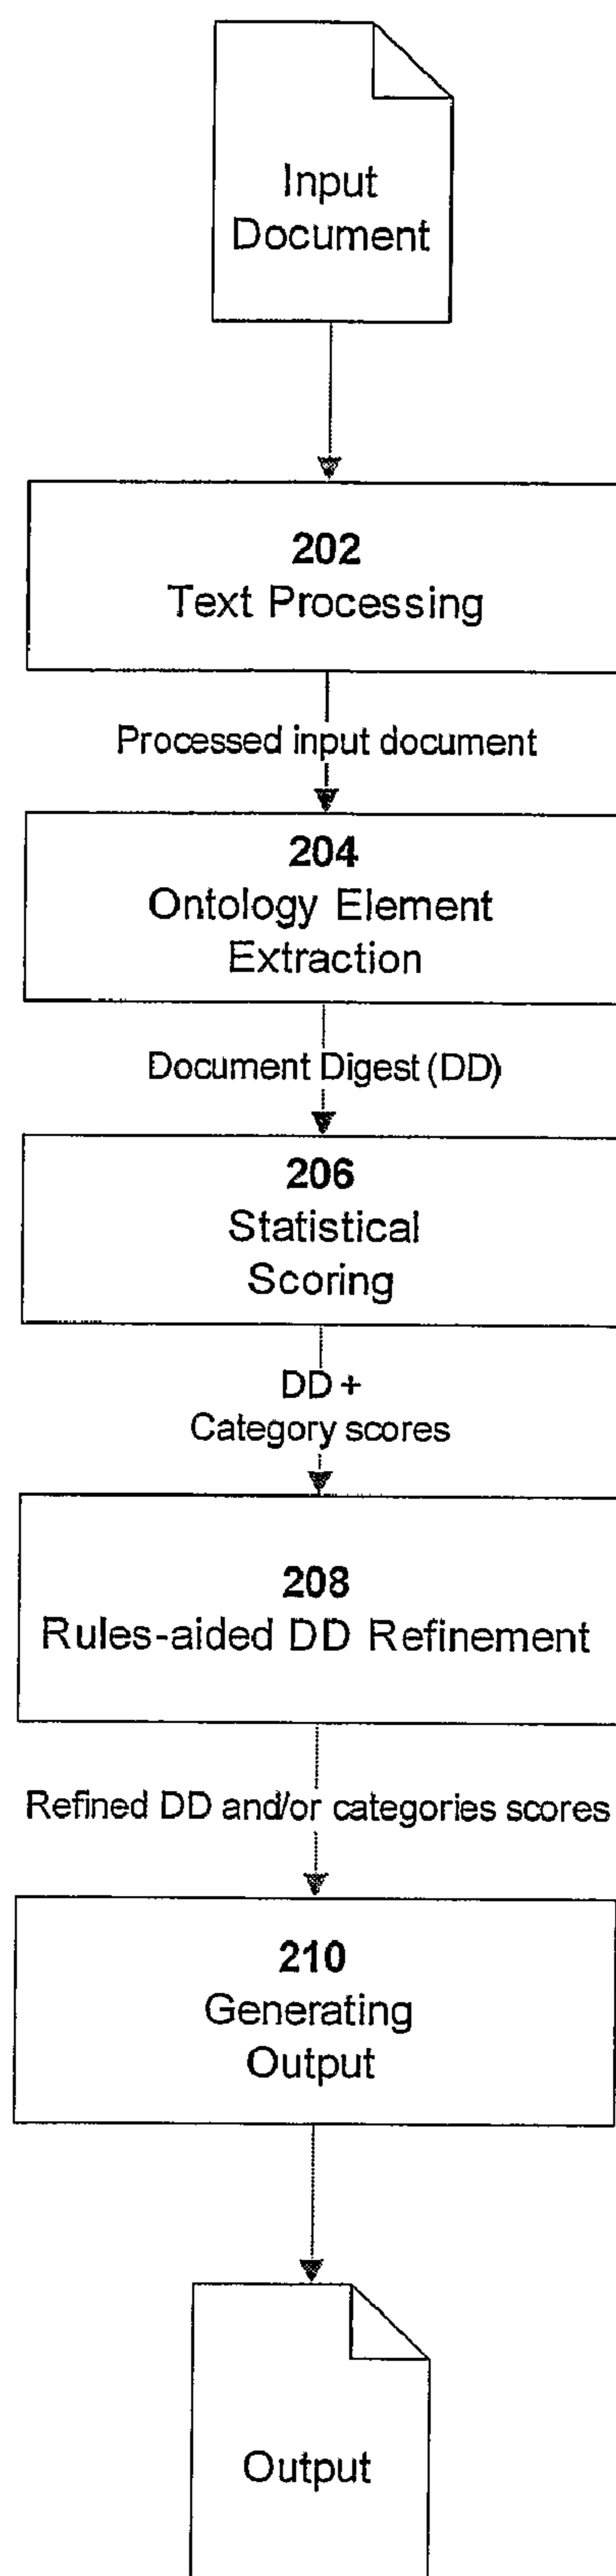 Input
Document
202
Text Processing
Processed input document
204
Ontology Element
Extraction
Document Digest (DD)
206
Statistical
Scoring
DD +
Category scores
208
Rules-aided DD Refinement
Refined DD and/or categories scores
210
Generating
Output
Output